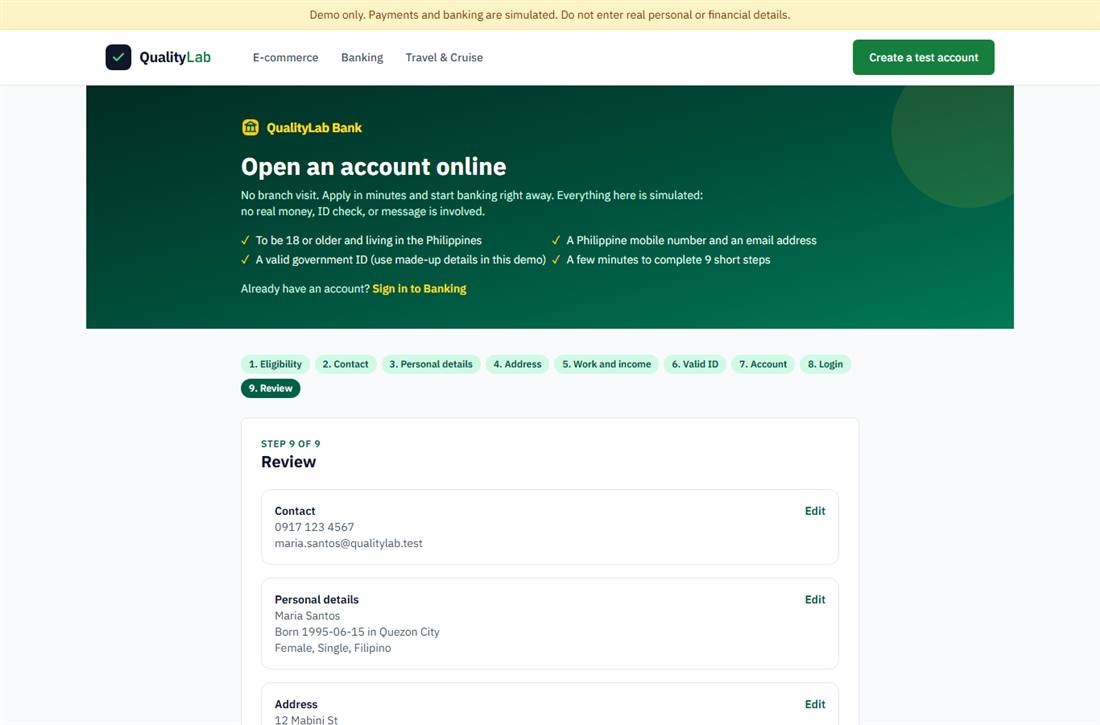 Demo only. Payments and banking are simulated. Do not enter real personal or financial details.
QualityLab
E-commerce
Banking
Travel & Cruise
Create a test account
QualityLab Bank
Open an account online
No branch visit. Apply in minutes and start banking right away. Everything here is simulated:
no real money, ID check, or message is involved.
✓ To be 18 or older and living in the Philippines
✓ A Philippine mobile number and an email address
✓ A valid government ID (use made-up details in this demo)
✓ A few minutes to complete 9 short steps
Already have an account? Sign in to Banking
1. Eligibility
2. Contact
3. Personal details
4. Address
5. Work and income
6. Valid ID
7. Account
8. Login
9. Review
STEP 9 OF 9
Review
Contact
Edit
0917 123 4567
maria.santos@qualitylab.test
Personal details
Edit
Maria Santos
Born 1995-06-15 in Quezon City
Female, Single, Filipino
Address
Edit
12 Mabini St